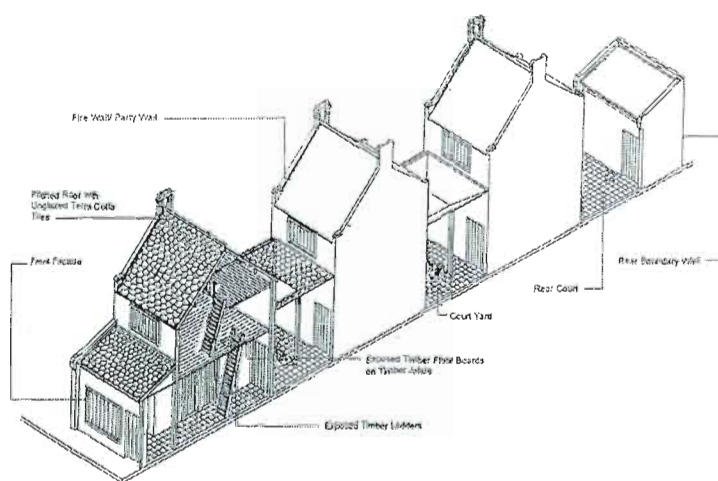 Fire Wall/ Party Wall
Pitched Roof with
Unglazed Terra Cotta
Tiles
Front Facade
Rear Boundary Wall
Rear Court
Court Yard
Exposed Timber Floor Boards
on Timber Joists
Exposed Timber Ladders